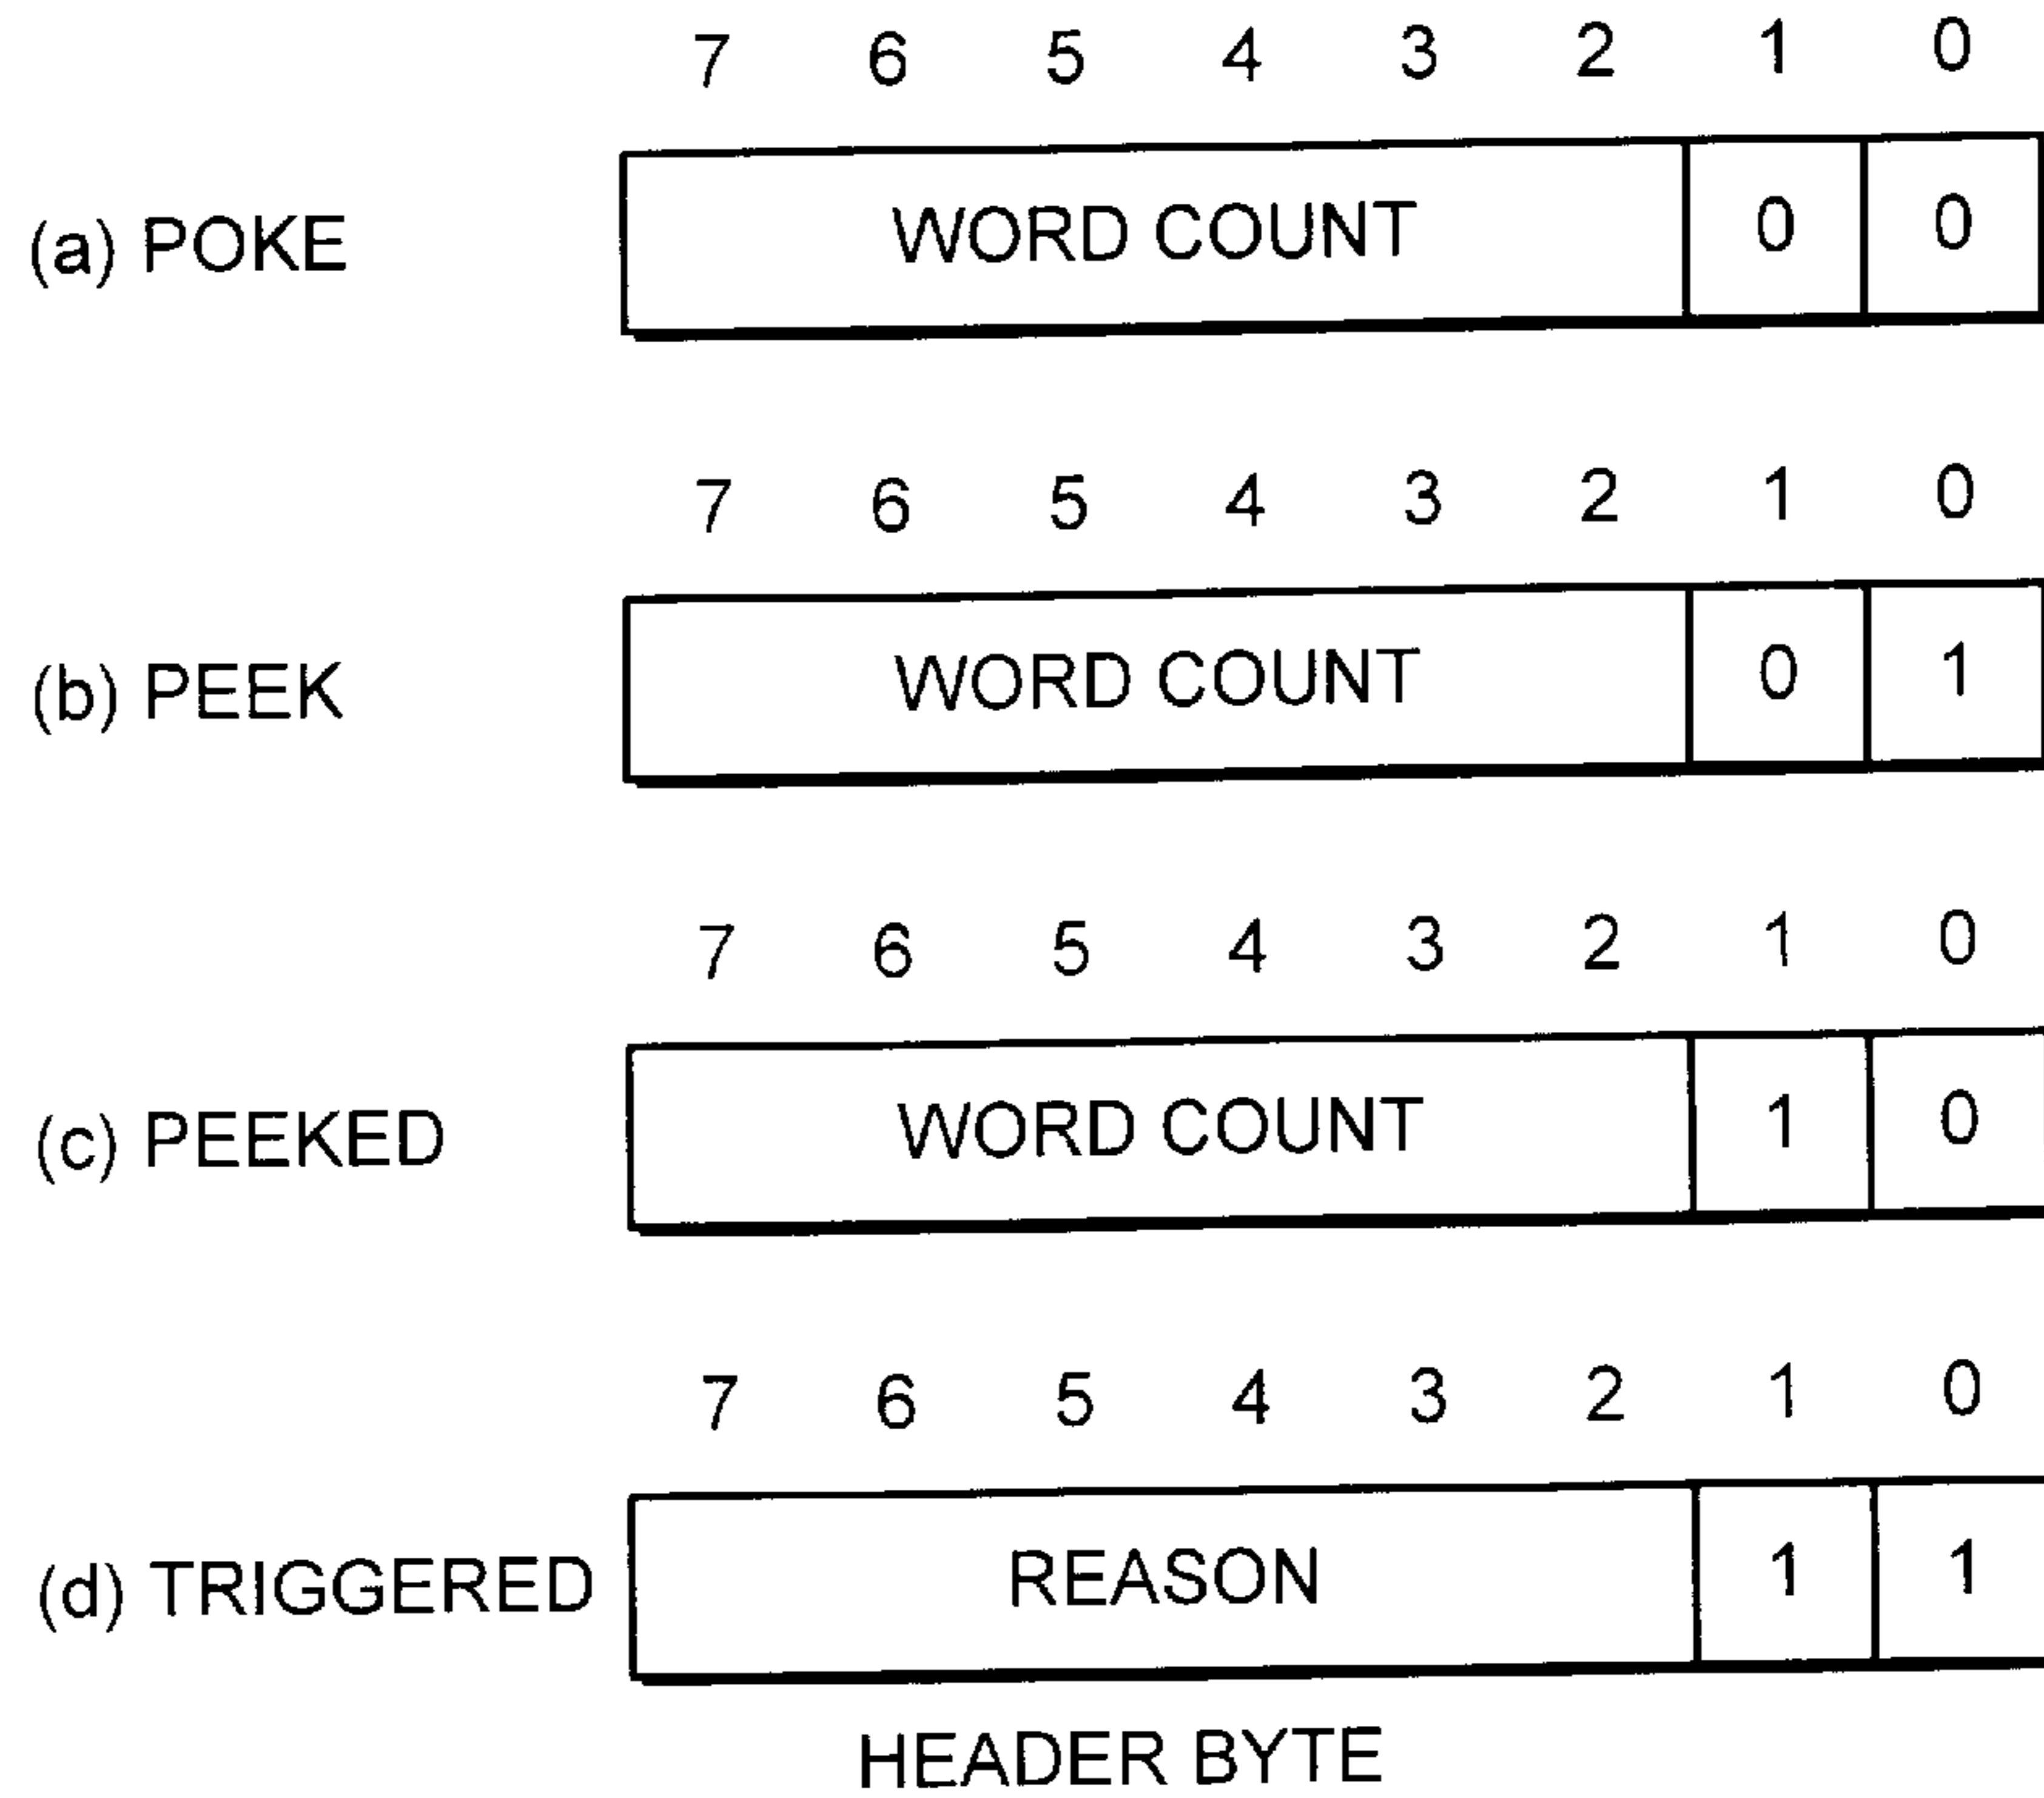 7 6 5 4 3 2 1 0
(a) POKE WORD COUNT 0 0
7 6 5 4 3 2 1 0
(b) PEEK WORD COUNT 0 1
7 6 5 4 3 2 1 0
(c) PEEKED WORD COUNT 1 0
7 6 5 4 3 2 1 0
(d) TRIGGERED REASON 1 1
HEADER BYTE